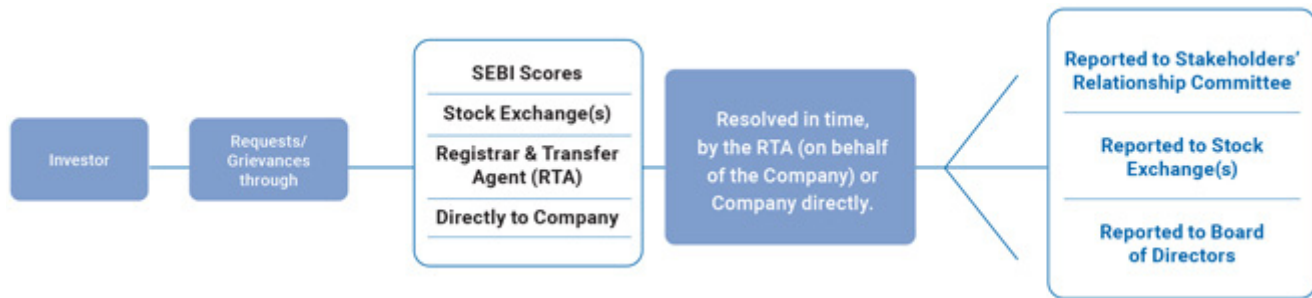 Investor
Requests/
Grievances
through
SEBI Scores
Stock Exchange(s)
Registrar & Transfer
Agent (RTA)
Directly to Company
Resolved in time,
by the RTA (on behalf
of the Company) or
Company directly.
Reported to Stakeholders’
Relationship Committee
Reported to Stock
Exchange(s)
Reported to Board
of Directors